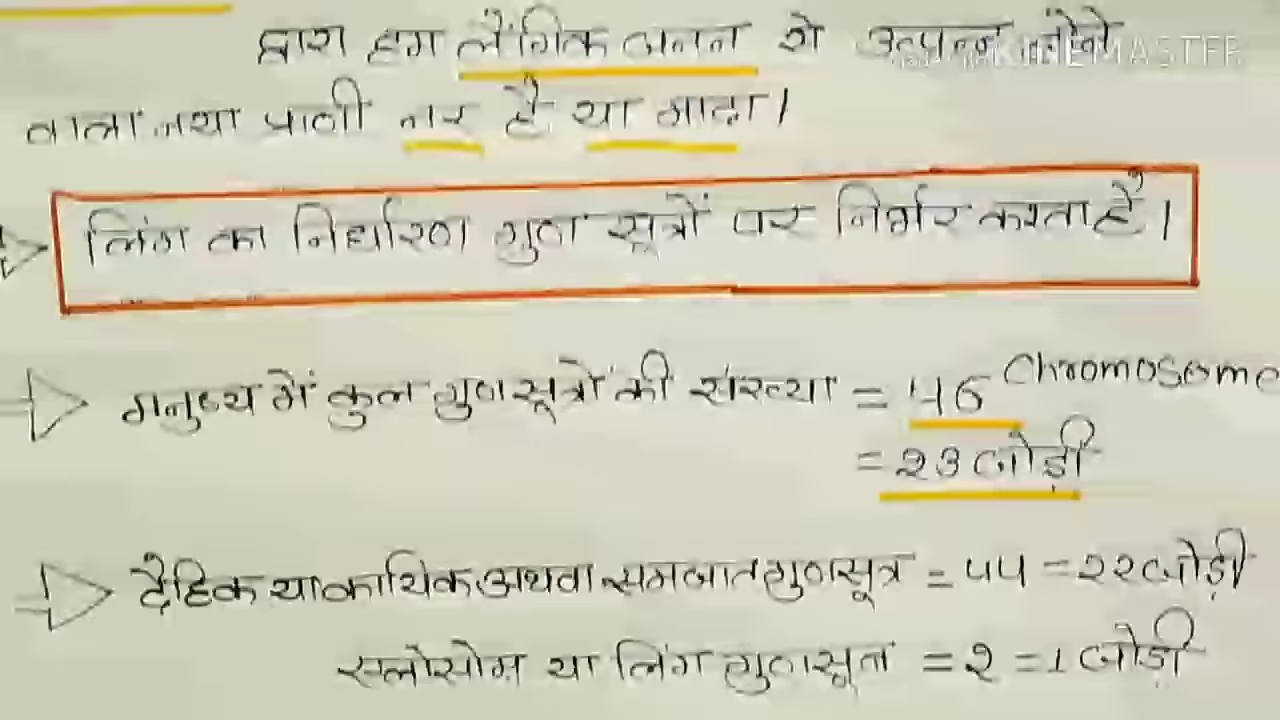 द्वारा हम लैंगिक जनन से उत्पन्न होने
वाला नया प्राणी नर है या मादा।
लिंग का निर्धारण गुण सूत्रों पर निर्भर करता है।
मनुष्य में कुल गुणसूत्रों की संख्या = 46 Chromosome
= 23 जोड़ी
दैहिक या कायिक अथवा समजात गुणसूत्र = 44 = 22 जोड़ी
एलोसोम या लिंग गुणसूत्र = 2 = 1 जोड़ी
KINEMASTER